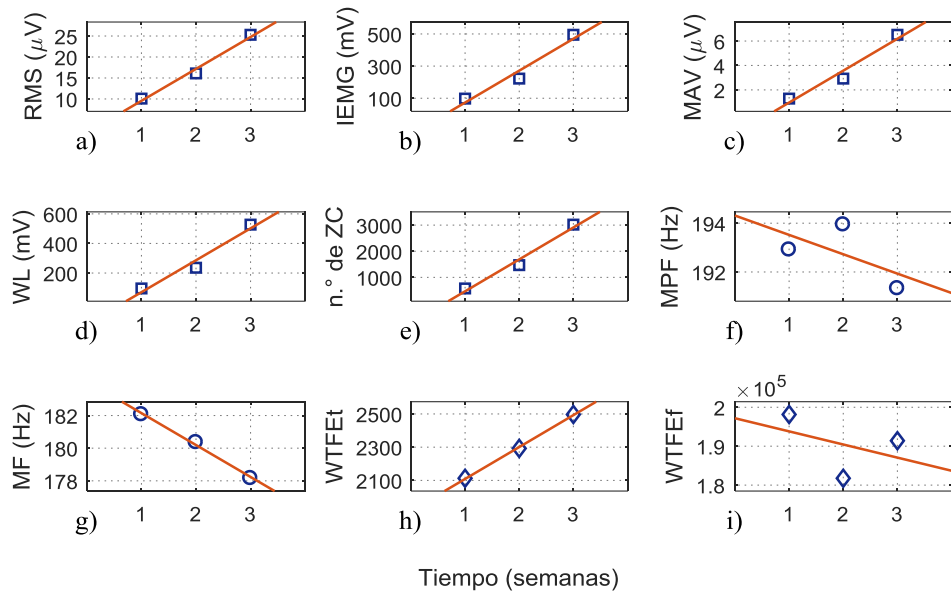 RMS (μV)
25
20
15
10
1 2 3
a)
IEMG (mV)
500
300
100
1 2 3
b)
MAV (μV)
6
4
2
1 2 3
c)
WL (mV)
600
400
200
1 2 3
d)
n.° de ZC
3000
2000
1000
1 2 3
e)
MPF (Hz)
194
192
1 2 3
f)
MF (Hz)
182
180
178
1 2 3
g)
WTFEt
2500
2300
2100
1 2 3
h)
WTFEf
× 10⁵
2
1.9
1.8
1 2 3
i)
Tiempo (semanas)